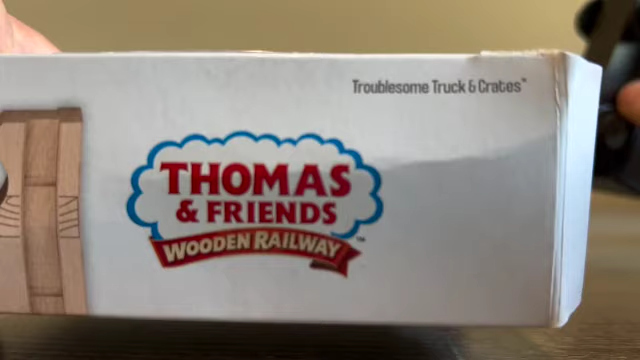 Troublesome Truck & Crates™
THOMAS
& FRIENDS
WOODEN RAILWAY™